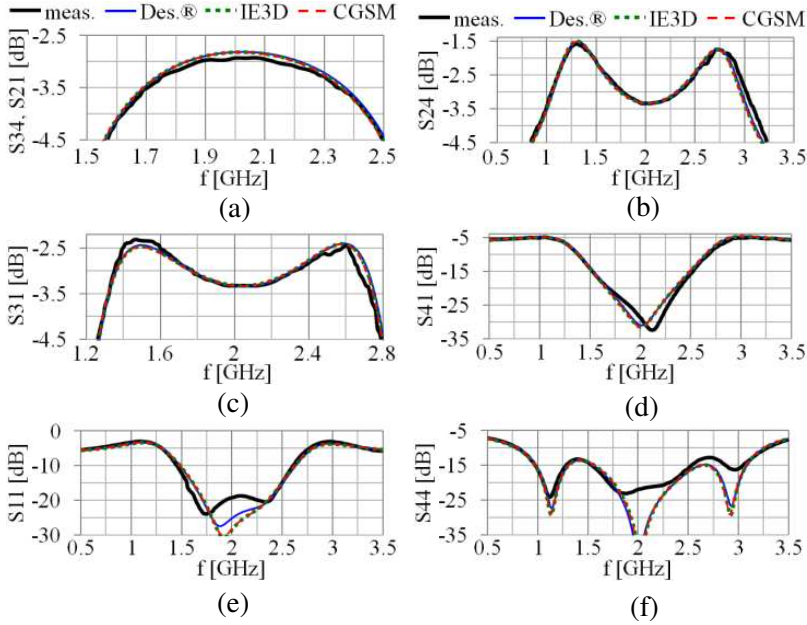 meas. Des.® IE3D CGSM
meas. Des.® IE3D CGSM
S34, S21 [dB]
-2.5
-3.5
-4.5
1.5 1.7 1.9 2.1 2.3 2.5
f [GHz]
(a)
S24 [dB]
-1.5
-2.5
-3.5
-4.5
0.5 1 1.5 2 2.5 3 3.5
f [GHz]
(b)
S31 [dB]
-2.5
-3.5
-4.5
1.2 1.6 2 2.4 2.8
f [GHz]
(c)
S41 [dB]
-5
-15
-25
-35
0.5 1 1.5 2 2.5 3 3.5
f [GHz]
(d)
S11 [dB]
0
-10
-20
-30
0.5 1 1.5 2 2.5 3 3.5
f [GHz]
(e)
S44 [dB]
-5
-15
-25
-35
0.5 1 1.5 2 2.5 3 3.5
f [GHz]
(f)